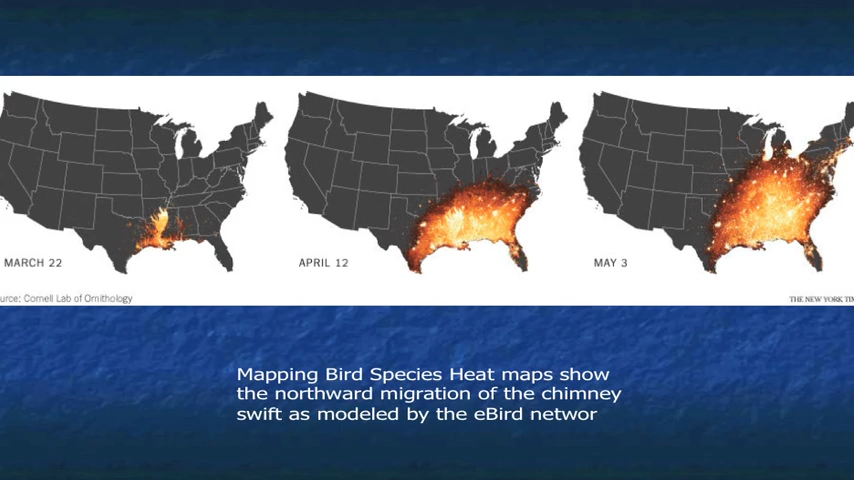 MARCH 22
APRIL 12
MAY 3
urce: Cornell Lab of Ornithology
THE NEW YORK TIM
Mapping Bird Species Heat maps show
the northward migration of the chimney
swift as modeled by the eBird networ